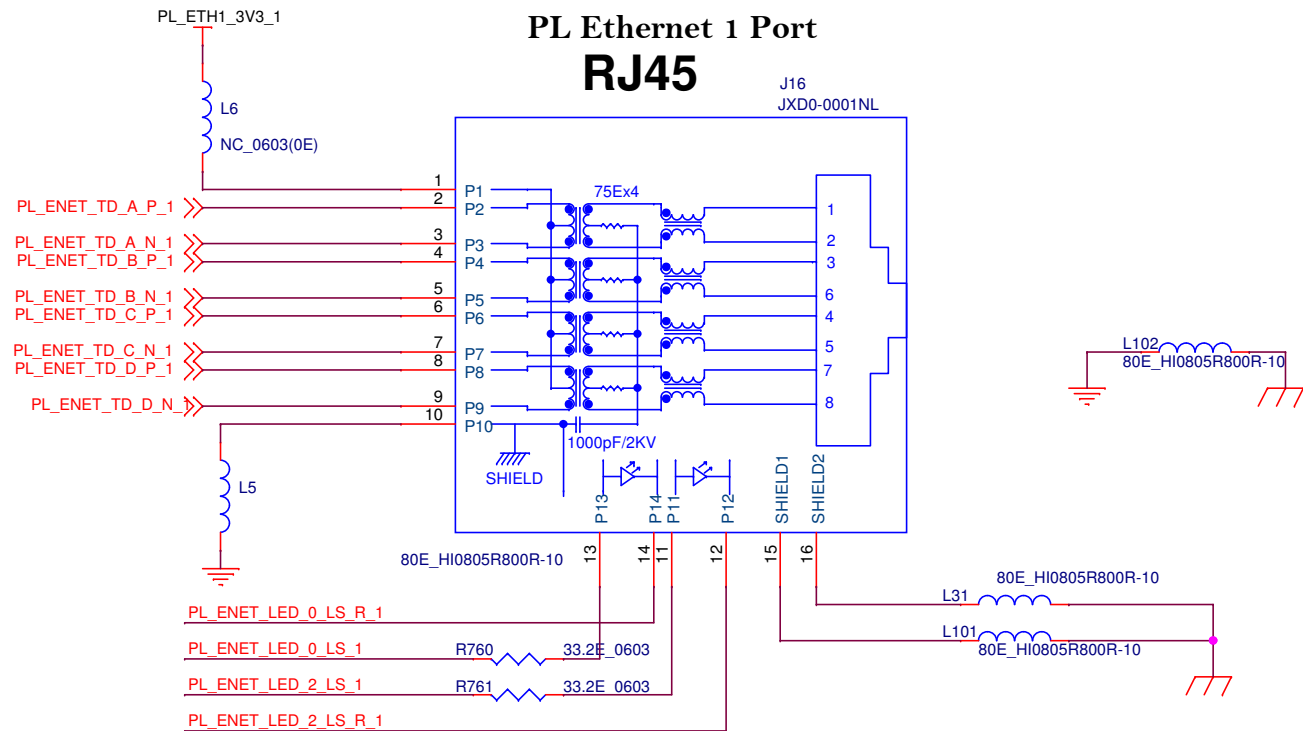 PL_ETH1_3V3_1
PL Ethernet 1 Port
RJ45
J16
JXD0-0001NL
L6
NC_0603(0E)
1
P1
75Ex4
PL_ENET_TD_A_P_1
2
P2
1
PL_ENET_TD_A_N_1
3
P3
2
PL_ENET_TD_B_P_1
4
P4
3
PL_ENET_TD_B_N_1
5
P5
6
PL_ENET_TD_C_P_1
6
P6
4
PL_ENET_TD_C_N_1
7
P7
5
PL_ENET_TD_D_P_1
8
P8
7
L102
80E_HI0805R800R-10
PL_ENET_TD_D_N_1
9
P9
8
10
P10
1000pF/2KV
SHIELD
L5
P13
P14
P11
P12
SHIELD1
SHIELD2
80E_HI0805R800R-10
13
14
11
12
15
16
80E_HI0805R800R-10
L31
L101
80E_HI0805R800R-10
PL_ENET_LED_0_LS_R_1
PL_ENET_LED_0_LS_1
R760
33.2E_0603
PL_ENET_LED_2_LS_1
R761
33.2E_0603
PL_ENET_LED_2_LS_R_1